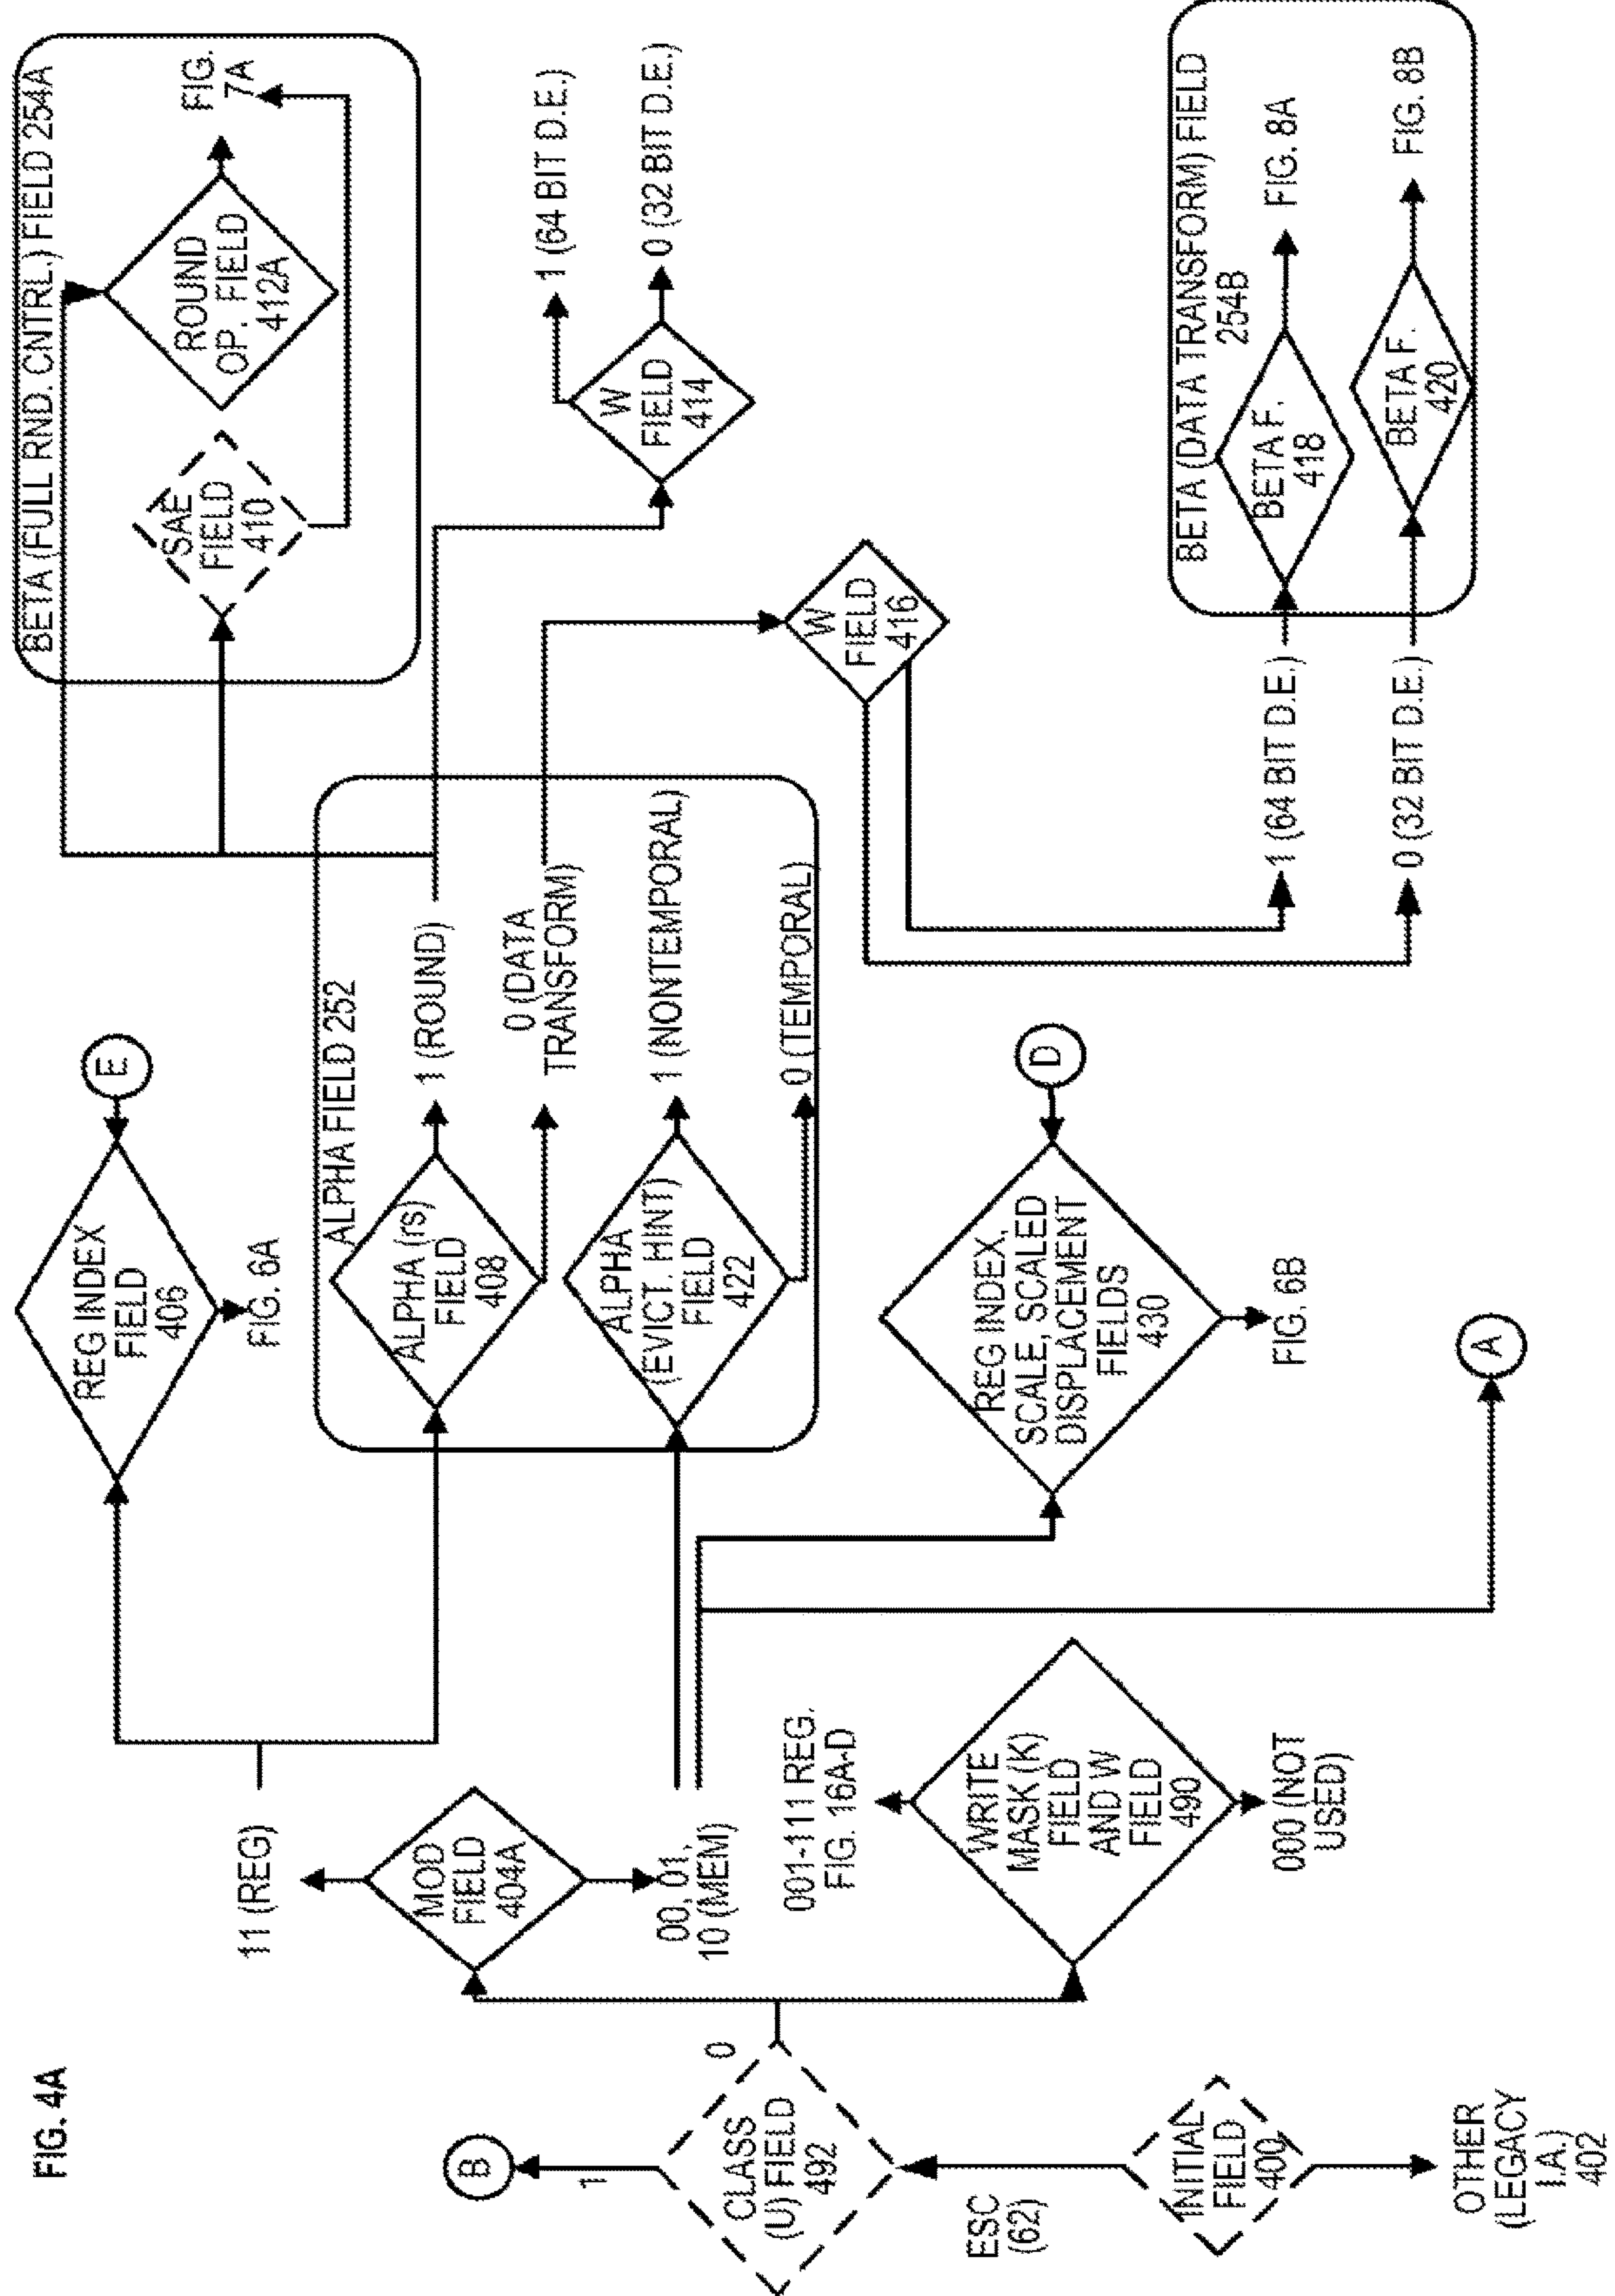 FIG. 4A
INITIAL
FIELD
400
OTHER
(LEGACY
I.A.)
402
ESC
(62)
CLASS
(U) FIELD
492
1
B
0
MOD
FIELD
404A
11 (REG)
00, 01,
10 (MEM)
WRITE
MASK (K)
FIELD
AND W
FIELD
490
001-111 REG.
FIG. 16A-D
000 (NOT
USED)
REG INDEX
FIELD
406
E
FIG. 6A
ALPHA FIELD 252
ALPHA (rs)
FIELD
408
1 (ROUND)
0 (DATA
TRANSFORM)
ALPHA
(EVICT. HINT)
FIELD
422
1 (NONTEMPORAL)
0 (TEMPORAL)
REG INDEX,
SCALE, SCALED
DISPLACEMENT
FIELDS
430
D
FIG. 6B
A
BETA (FULL RND. CNTRL.) FIELD 254A
SAE
FIELD
410
ROUND
OP. FIELD
412A
FIG.
7A
W
FIELD
414
1 (64 BIT D.E.)
0 (32 BIT D.E.)
W
FIELD
416
1 (64 BIT D.E.)
0 (32 BIT D.E.)
BETA (DATA TRANSFORM) FIELD
254B
BETA F.
418
FIG. 8A
BETA F.
420
FIG. 8B